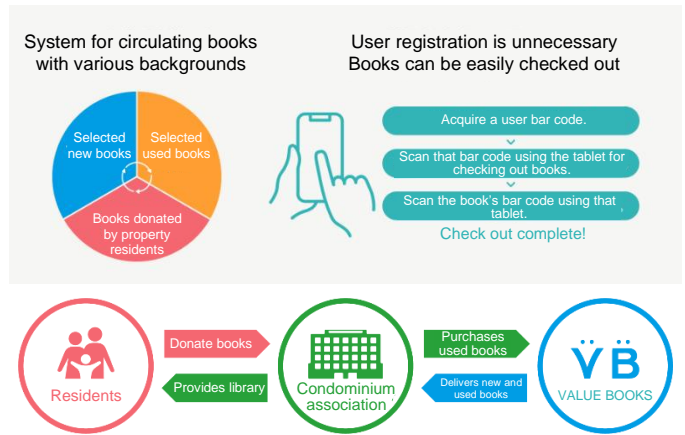 System for circulating books
with various backgrounds
User registration is unnecessary
Books can be easily checked out
Selected
new books
Selected
used books
Books donated
by property
residents
Acquire a user bar code.
Scan that bar code using the tablet for
checking out books.
Scan the book's bar code using that
tablet.
Check out complete!
Residents
Donate books
Provides library
Condominium
association
Purchases
used books
Delivers new and
used books
VB
VALUE BOOKS